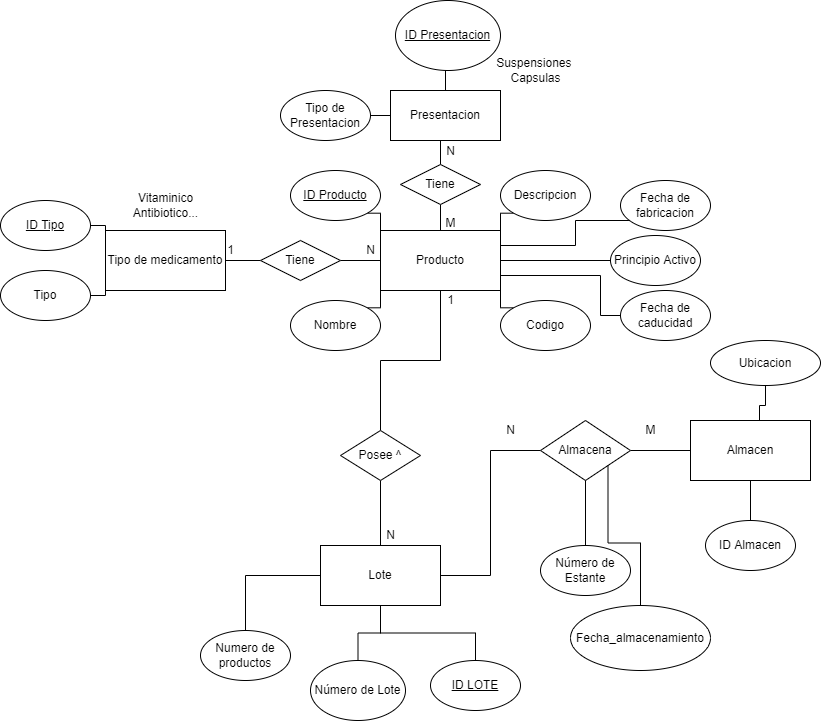 ID Presentacion
Suspensiones
Capsulas
Tipo de
Presentacion
Presentacion
N
Tiene
ID Producto
Descripcion
Fecha de
fabricacion
Vitaminico
Antibiotico...
M
ID Tipo
Tipo de medicamento
1
Tiene
N
Producto
Principio Activo
Tipo
1
Nombre
Codigo
Fecha de
caducidad
Ubicacion
N
Almacena
M
Almacen
Posee ^
N
ID Almacen
Lote
Número de
Estante
Numero de
productos
Fecha_almacenamiento
Número de Lote
ID LOTE